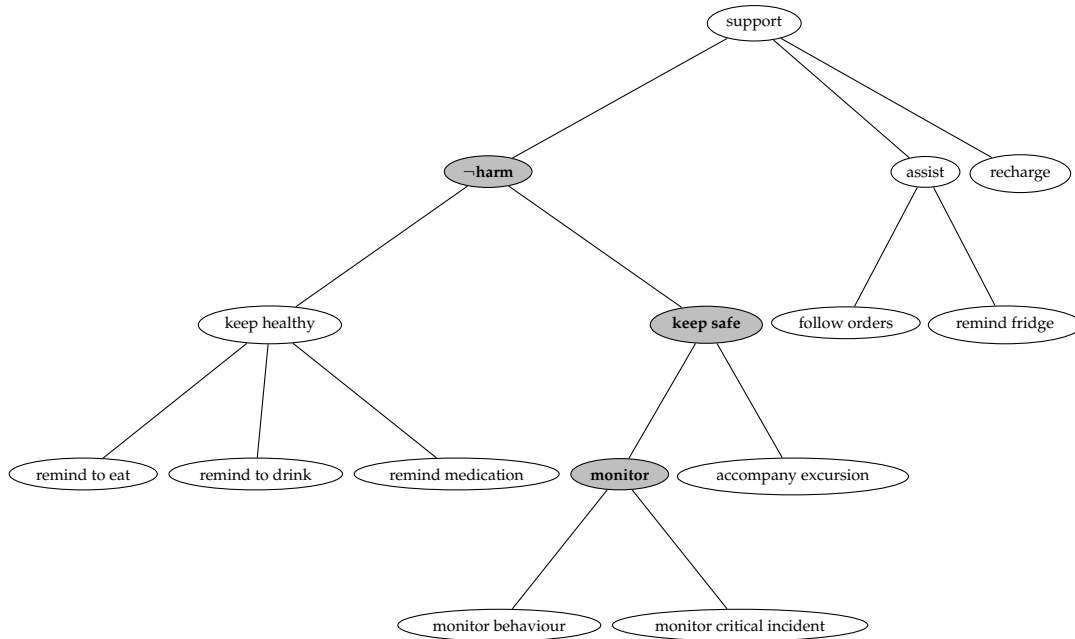 support
¬harm
assist
recharge
keep healthy
keep safe
follow orders
remind fridge
remind to eat
remind to drink
remind medication
monitor
accompany excursion
monitor behaviour
monitor critical incident